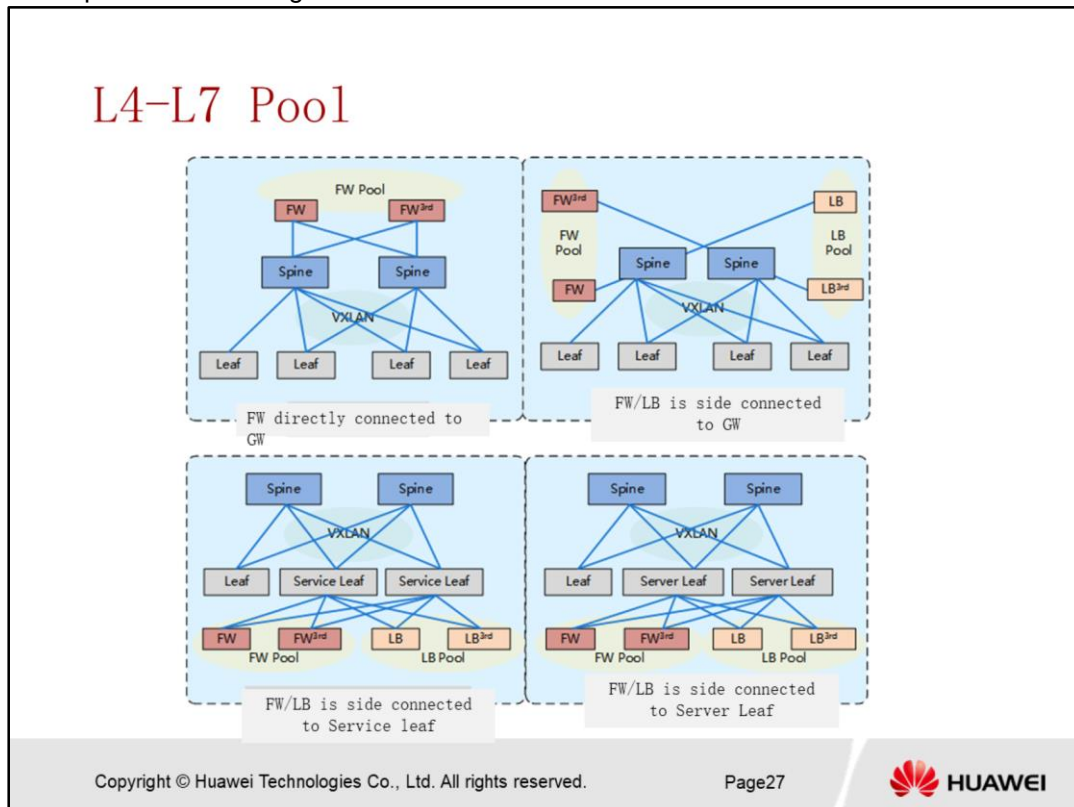 L4-L7 Pool
FW Pool
FW
FW3rd
Spine
Spine
VXLAN
Leaf
Leaf
Leaf
Leaf
FW directly connected to
GW
FW3rd
LB
FW
Pool
LB
Pool
Spine
Spine
FW
LB3rd
VXLAN
Leaf
Leaf
Leaf
Leaf
FW/LB is side connected
to GW
Spine
Spine
VXLAN
Leaf
Service Leaf
Service Leaf
FW
FW3rd
LB
LB3rd
FW Pool
LB Pool
FW/LB is side connected
to Service leaf
Spine
Spine
VXLAN
Leaf
Server Leaf
Server Leaf
FW
FW3rd
LB
LB3rd
FW Pool
LB Pool
FW/LB is side connected
to Server Leaf
Copyright © Huawei Technologies Co., Ltd. All rights reserved.
Page27
HUAWEI